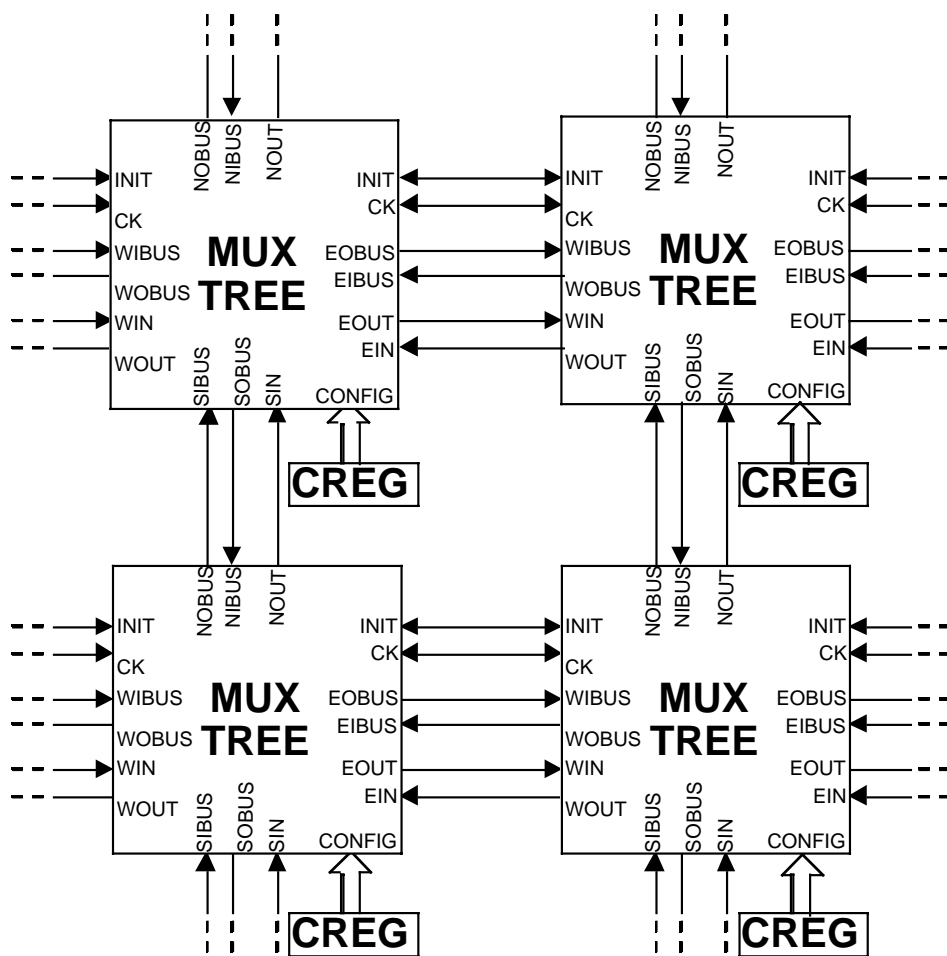 NOBUS NIBUS NOUT NOBUS NIBUS NOUT
INIT INIT INIT INIT
CK CK CK CK
WIBUS MUX EOBUS WIBUS MUX EOBUS
WOBUS TREE EIBUS WOBUS TREE EIBUS
WIN EOUT WIN EOUT
WOUT EIN WOUT EIN
SIBUS SOBUS SIN CONFIG SIBUS SOBUS SIN CONFIG
CREG CREG
NOBUS NIBUS NOUT NOBUS NIBUS NOUT
INIT INIT INIT INIT
CK CK CK CK
WIBUS MUX EOBUS WIBUS MUX EOBUS
WOBUS TREE EIBUS WOBUS TREE EIBUS
WIN EOUT WIN EOUT
WOUT EIN WOUT EIN
SIBUS SOBUS SIN CONFIG SIBUS SOBUS SIN CONFIG
CREG CREG